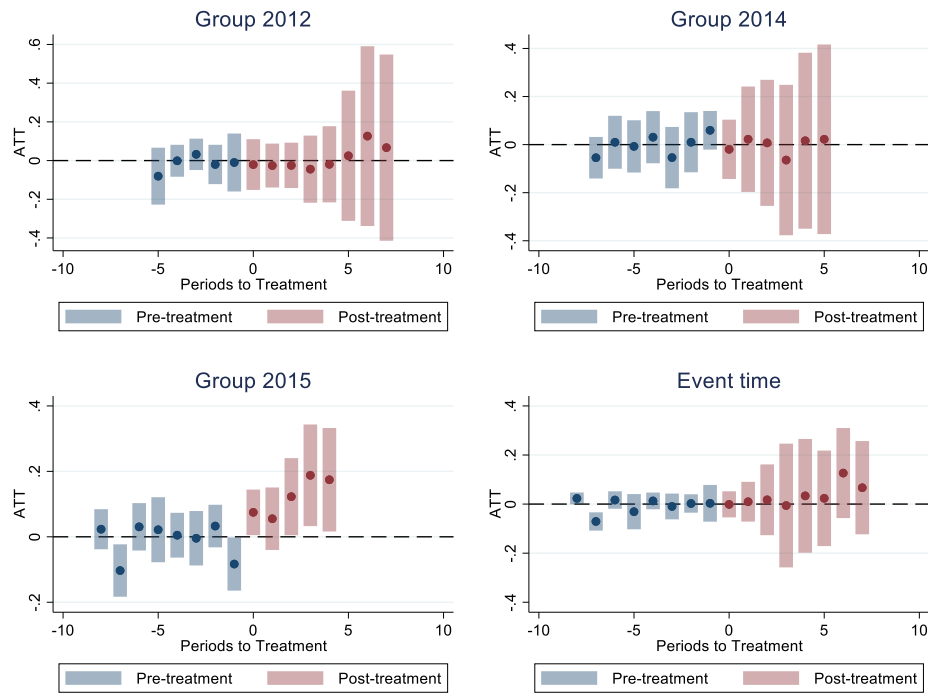 Group 2012
.6
.4
.2
0
-.2
-.4
ATT
-10 -5 0 5 10
Periods to Treatment
Pre-treatment Post-treatment
Group 2014
.4
.2
0
-.2
-.4
ATT
-10 -5 0 5 10
Periods to Treatment
Pre-treatment Post-treatment
Group 2015
.4
.2
0
-.2
ATT
-10 -5 0 5 10
Periods to Treatment
Pre-treatment Post-treatment
Event time
.4
.2
0
-.2
-.4
ATT
-10 -5 0 5 10
Periods to Treatment
Pre-treatment Post-treatment